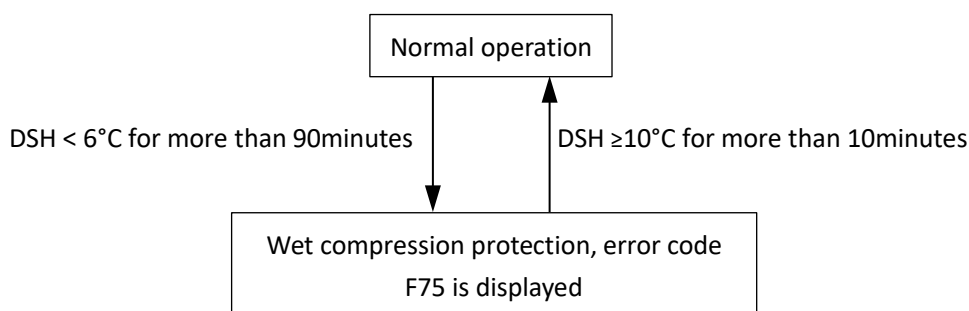 Normal operation
DSH < 6°C for more than 90minutes
DSH ≥10°C for more than 10minutes
Wet compression protection, error code
F75 is displayed